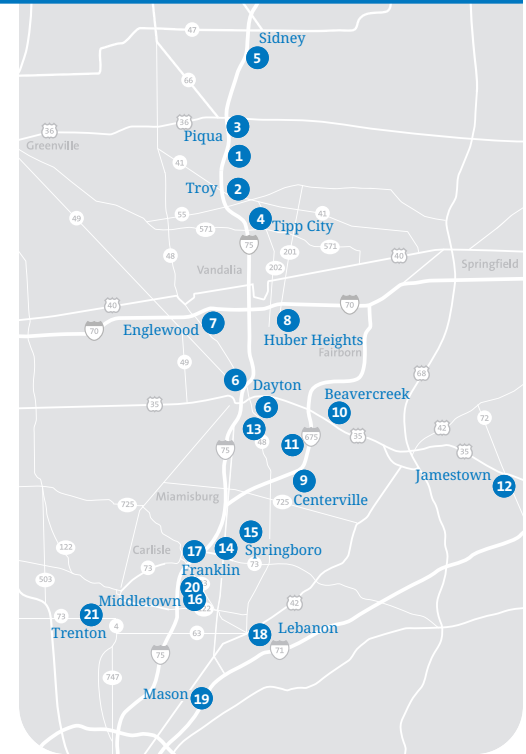 47
Sidney
5
66
36
3
36
Piqua
Greenville
1
41
Troy
2
49
55
4
41
571
Tipp City
75
201
571
48
40
202
Vandalia
Springfield
40
70
70
7
8
Englewood
Huber Heights
Fairborn
49
68
6
Dayton
Beavercreek
35
6
10
72
13
675
35
42
48
11
75
35
Jamestown
9
12
Miamisburg
Centerville
725
725
15
122
Carlisle
17
14
Springboro
73
73
Franklin
503
20
Middletown
16
42
21
73
4
Trenton
63
18
Lebanon
75
71
747
Mason
19